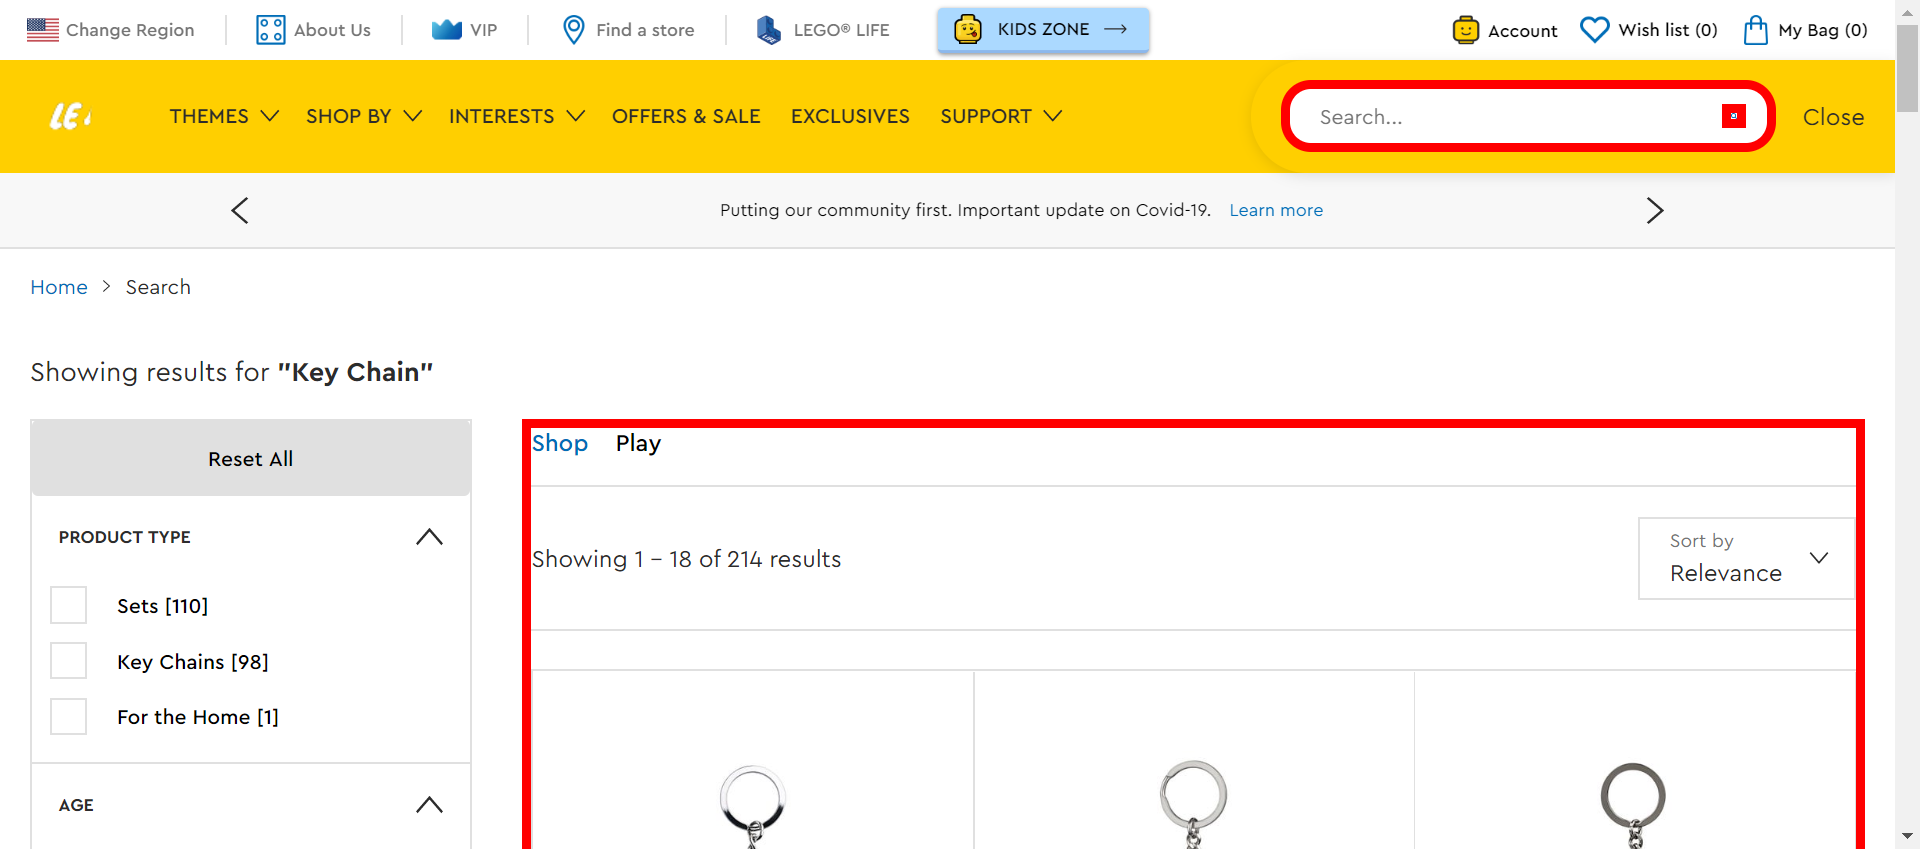 Change Region
About Us
VIP
Find a store
LEGO® LIFE
KIDS ZONE
Account
Wish list (0)
My Bag (0)
LE
THEMES
SHOP BY
INTERESTS
OFFERS & SALE
EXCLUSIVES
SUPPORT
Search...
Close
Putting our community first. Important update on Covid-19. Learn more
Home > Search
Showing results for "Key Chain"
Reset All
PRODUCT TYPE
Sets [110]
Key Chains [98]
For the Home [1]
AGE
Shop Play
Showing 1 - 18 of 214 results
Sort by
Relevance